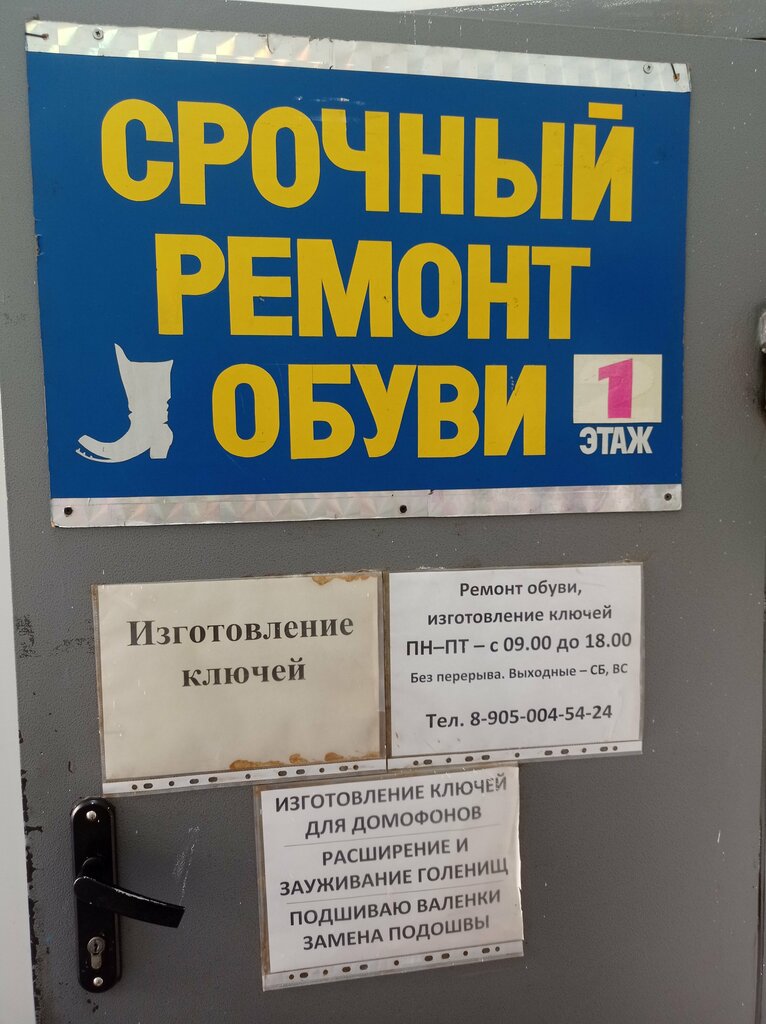 СРОЧНЫЙ
РЕМОНТ
ОБУВИ
1
ЭТАЖ
Изготовление
ключей
Ремонт обуви,
изготовление ключей
ПН–ПТ – с 09.00 до 18.00
Без перерыва. Выходные – СБ, ВС
Тел. 8-905-004-54-24
ИЗГОТОВЛЕНИЕ КЛЮЧЕЙ
ДЛЯ ДОМОФОНОВ
РАСШИРЕНИЕ И
ЗАУЖИВАНИЕ ГОЛЕНИЩ
ПОДШИВАЮ ВАЛЕНКИ
ЗАМЕНА ПОДОШВЫ